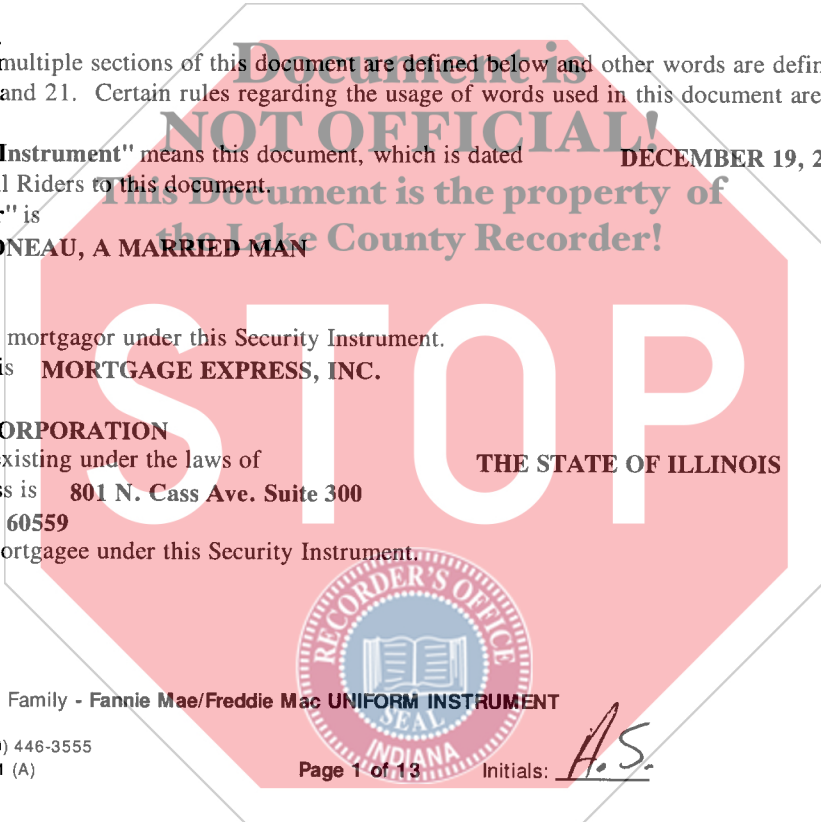 multiple sections of this document are defined below and other words are defin
and 21. Certain rules regarding the usage of words used in this document are
Document is
NOT OFFICIAL!
This Document is the property of
the Lake County Recorder!
STOP
Instrument" means this document, which is dated DECEMBER 19, 2
l Riders to this document.
r" is
ONEAU, A MARRIED MAN
mortgagor under this Security Instrument.
is MORTGAGE EXPRESS, INC.
ORPORATION
xisting under the laws of THE STATE OF ILLINOIS
ss is 801 N. Cass Ave. Suite 300
60559
ortgagee under this Security Instrument.
RECORDER'S OFFICE
SEAL
INDIANA
Family - Fannie Mae/Freddie Mac UNIFORM INSTRUMENT
) 446-3555
1 (A)
Page 1 of 13 Initials: A.S.